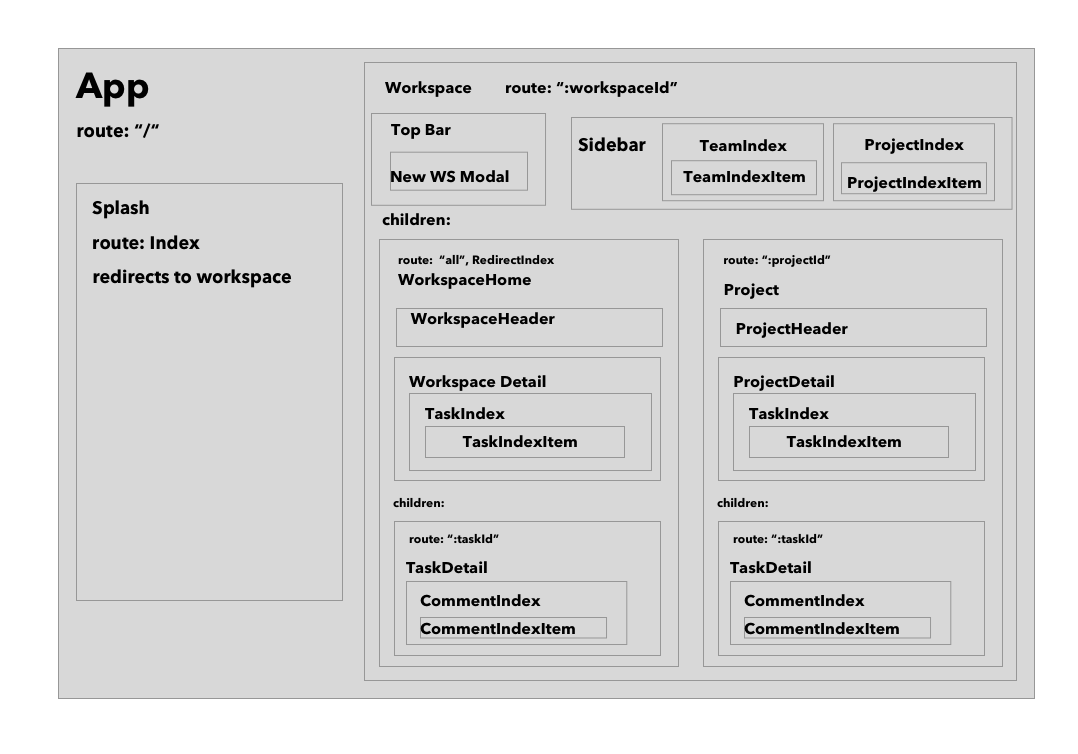 App
route: “/“
Splash
route: Index
redirects to workspace
Workspace route: “:workspaceId”
Top Bar
New WS Modal
Sidebar
TeamIndex
TeamIndexItem
ProjectIndex
ProjectIndexItem
children:
route: “all”, RedirectIndex
WorkspaceHome
WorkspaceHeader
Workspace Detail
TaskIndex
TaskIndexItem
children:
route: “:taskId”
TaskDetail
CommentIndex
CommentIndexItem
route: “:projectId”
Project
ProjectHeader
ProjectDetail
TaskIndex
TaskIndexItem
children:
route: “:taskId”
TaskDetail
CommentIndex
CommentIndexItem